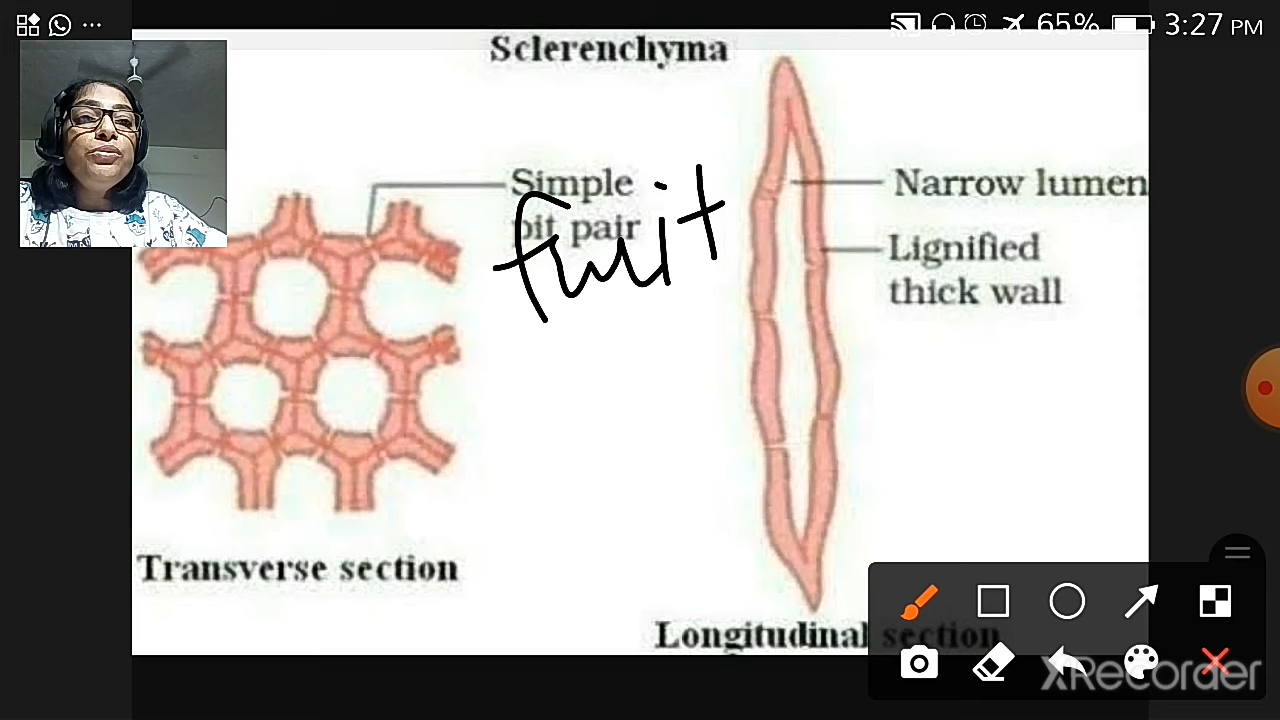 65% 3:27 PM
Sclerenchyma
Simple
pit pair
fruit
Narrow lumen
Lignified
thick wall
Transverse section
Longitudinal section
XRecorder